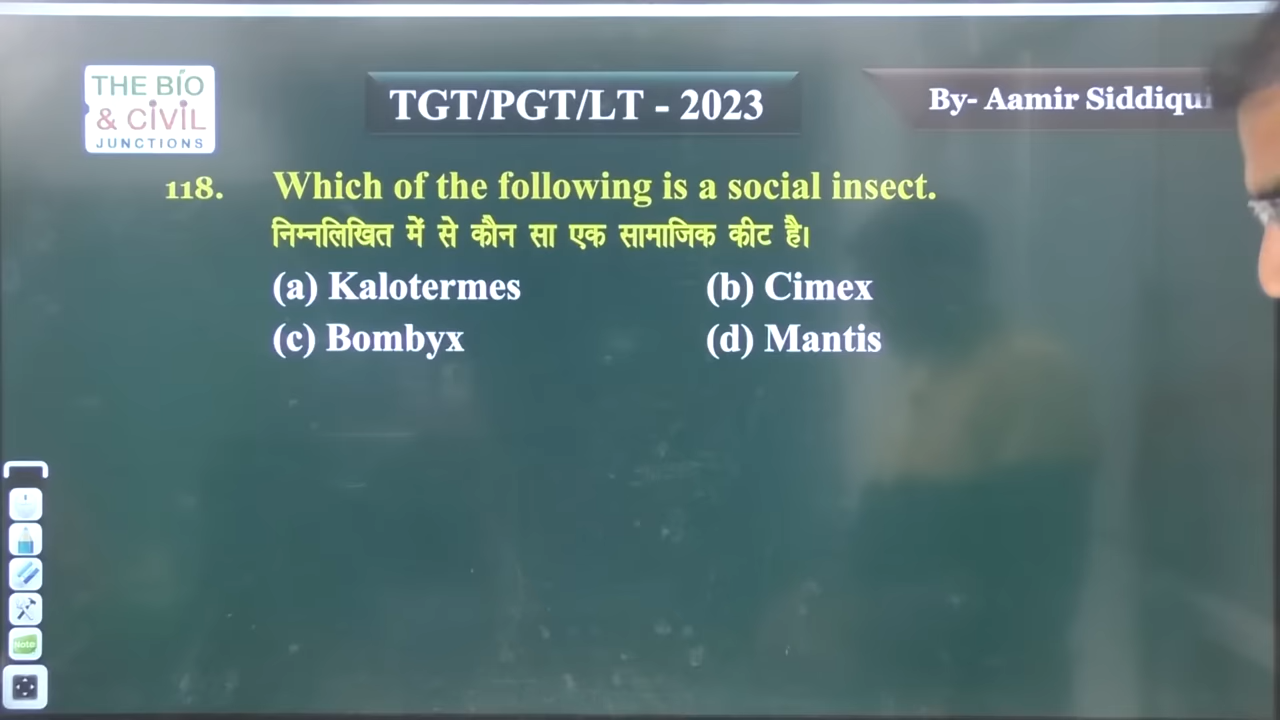 THE BIO
& CIVIL
JUNCTIONS
TGT/PGT/LT - 2023
By- Aamir Siddiqui
118. Which of the following is a social insect.
निम्नलिखित में से कौन सा एक सामाजिक कीट है।
(a) Kalotermes (b) Cimex
(c) Bombyx (d) Mantis
Note